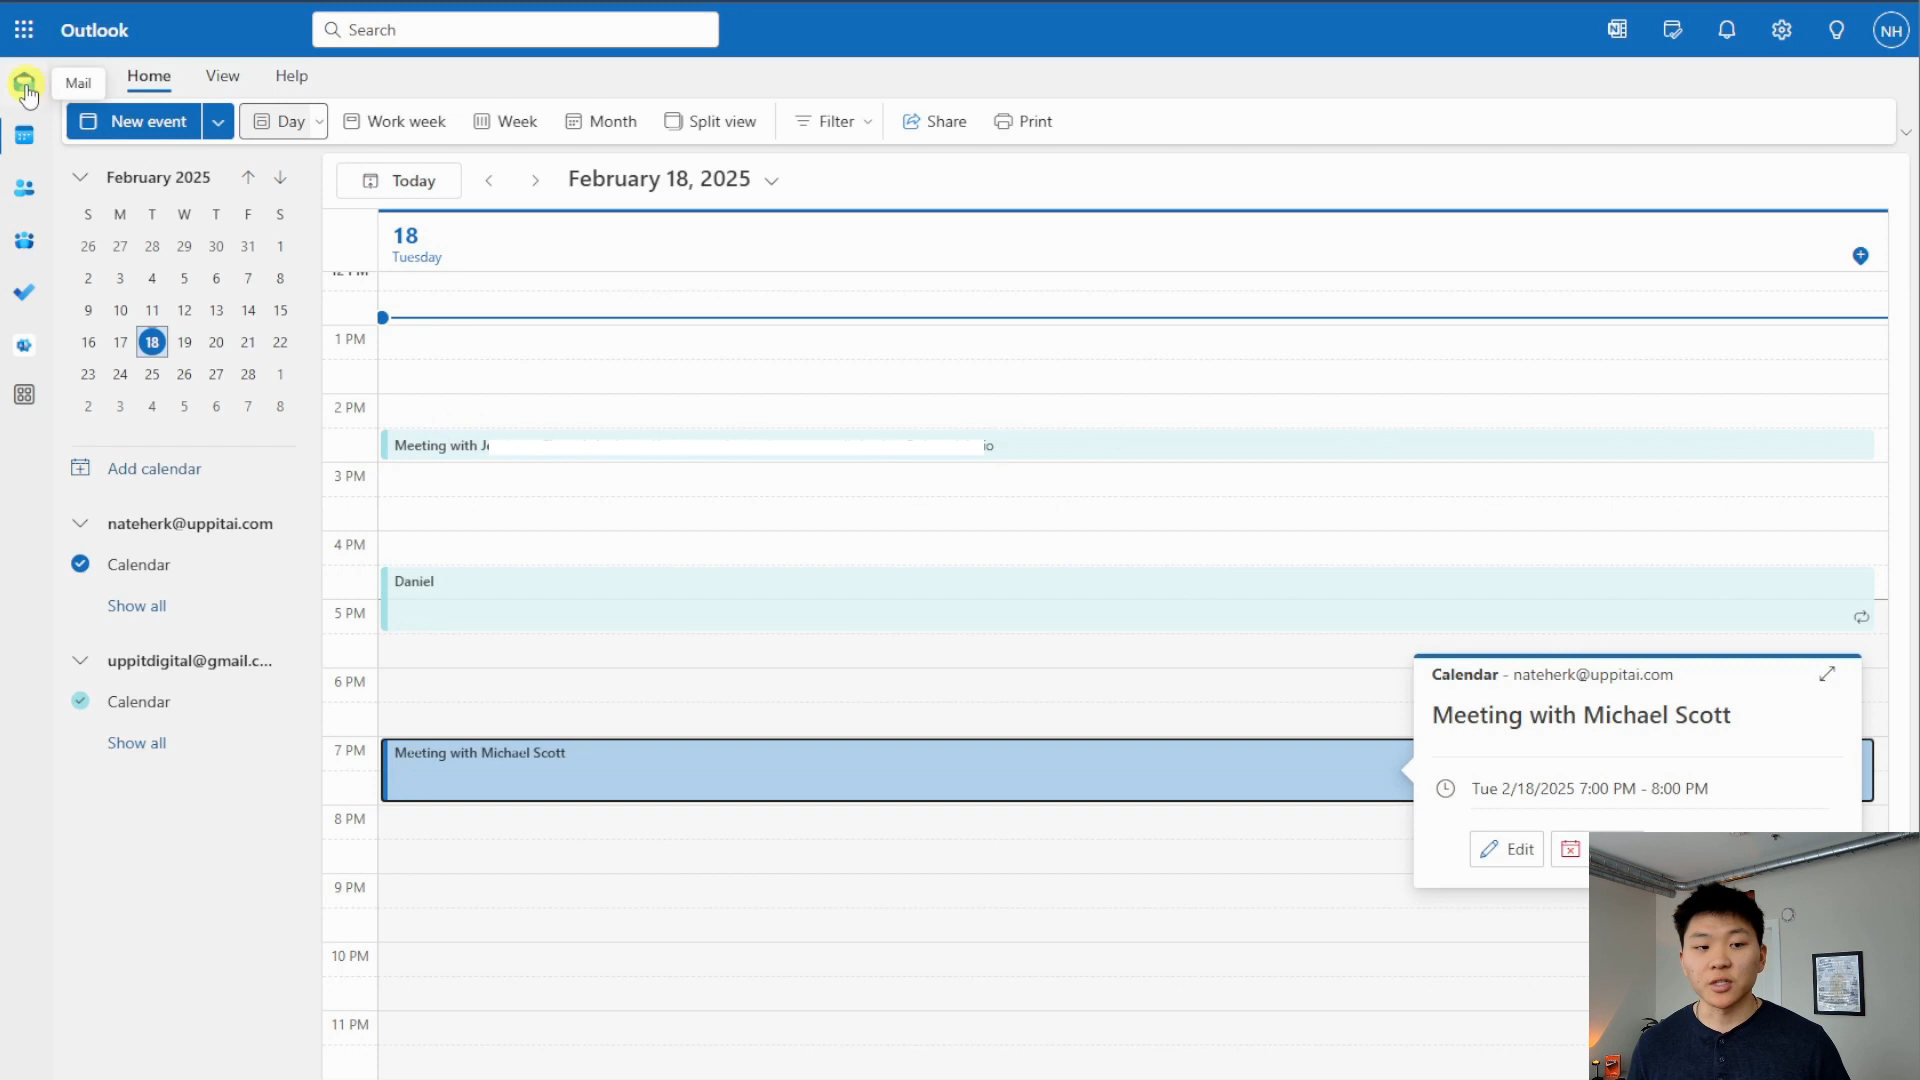 Outlook
Search
NH
Mail
Home
View
Help
New event
Day
Work week
Week
Month
Split view
Filter
Share
Print
February 2025
S M T W T F S
26 27 28 29 30 31 1
2 3 4 5 6 7 8
9 10 11 12 13 14 15
16 17 18 19 20 21 22
23 24 25 26 27 28 1
2 3 4 5 6 7 8
Add calendar
nateherk@uppitai.com
Calendar
Show all
uppitdigital@gmail.c...
Calendar
Show all
Today
February 18, 2025
18
Tuesday
1 PM
2 PM
Meeting with
3 PM
4 PM
Daniel
5 PM
6 PM
7 PM
Meeting with Michael Scott
8 PM
9 PM
10 PM
11 PM
Calendar - nateherk@uppitai.com
Meeting with Michael Scott
Tue 2/18/2025 7:00 PM - 8:00 PM
Edit